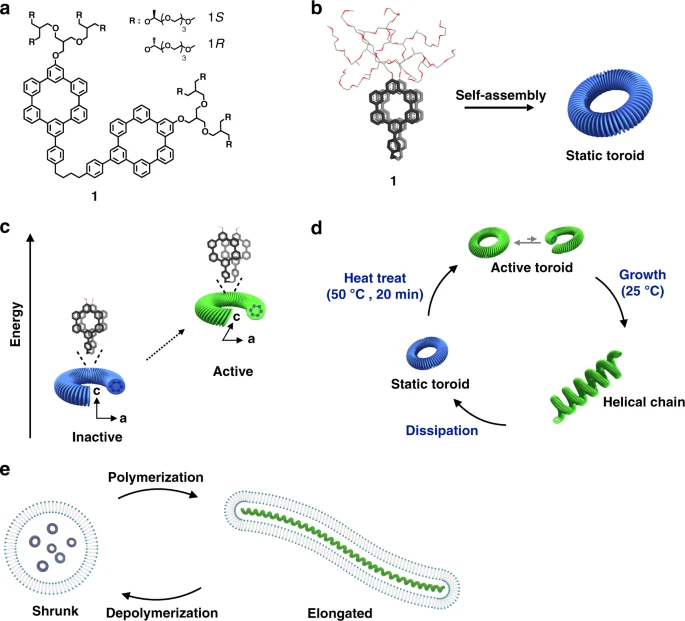 a
R
R
R
R
O
O
O
R :
O
O
3
1S
O
O
3
1R
R
R
O
O
O
R
R
1
b
1
Self-assembly
Static toroid
c
Energy
c
a
Inactive
c
a
Active
d
Active toroid
Heat treat
(50 °C , 20 min)
Growth
(25 °C)
Static toroid
Helical chain
Dissipation
e
Polymerization
Shrunk
Depolymerization
Elongated